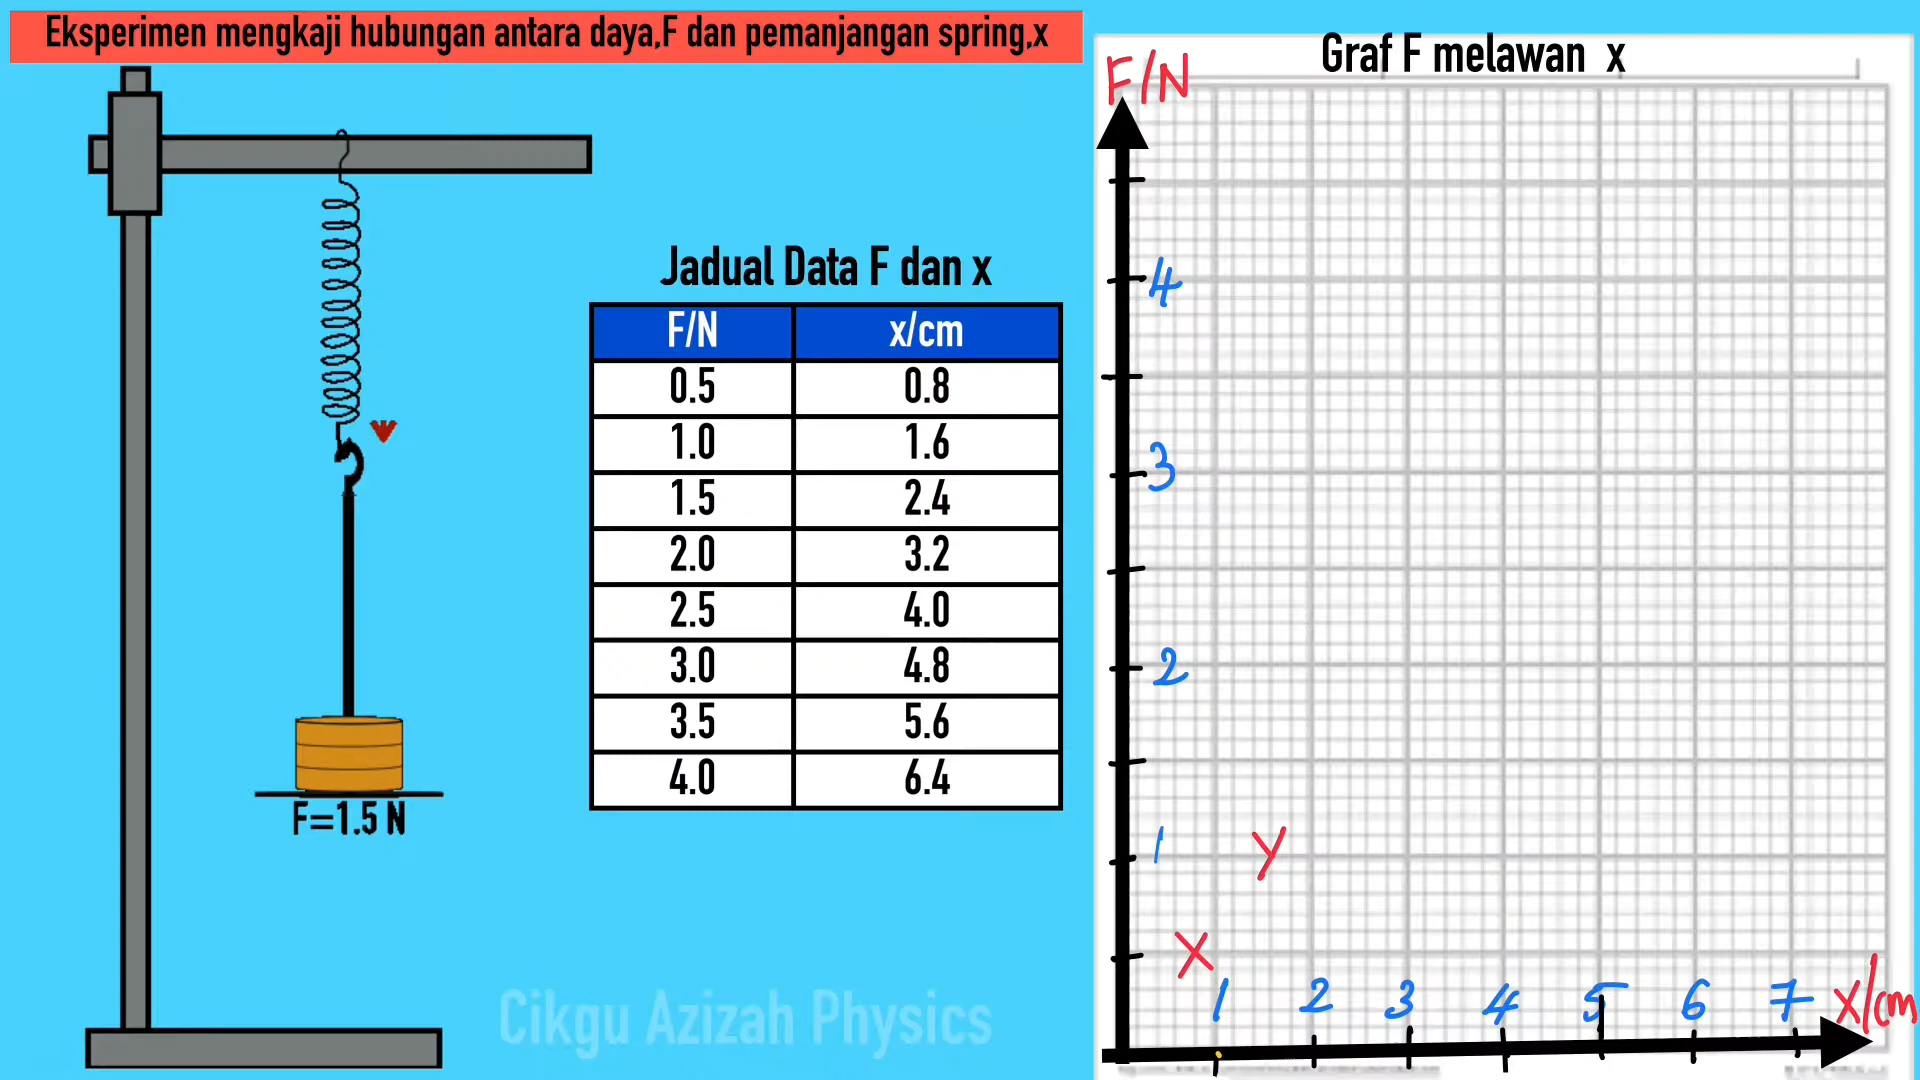 Eksperimen mengkaji hubungan antara daya,F dan pemanjangan spring,x
F=1.5 N
Jadual Data F dan x
F/N x/cm
0.5 0.8
1.0 1.6
1.5 2.4
2.0 3.2
2.5 4.0
3.0 4.8
3.5 5.6
4.0 6.4
Cikgu Azizah Physics
Graf F melawan x
F/N
4
3
2
1
1 2 3 4 5 6 7 x/cm